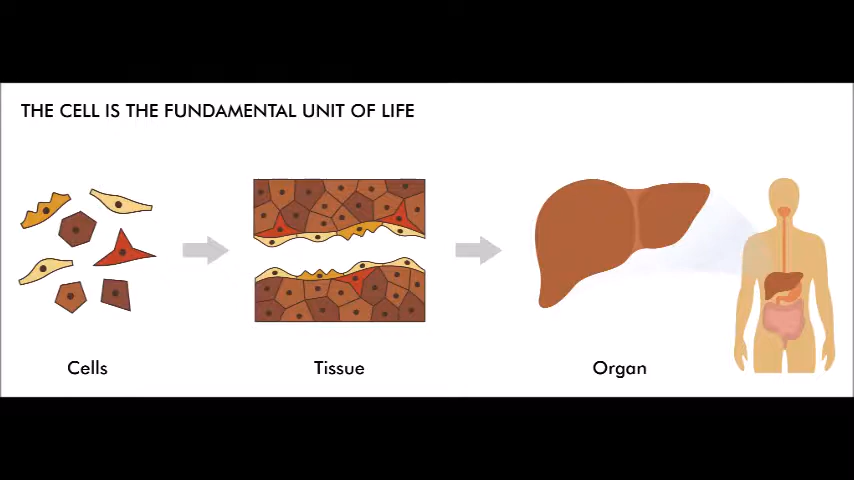 THE CELL IS THE FUNDAMENTAL UNIT OF LIFE
Cells
Tissue
Organ